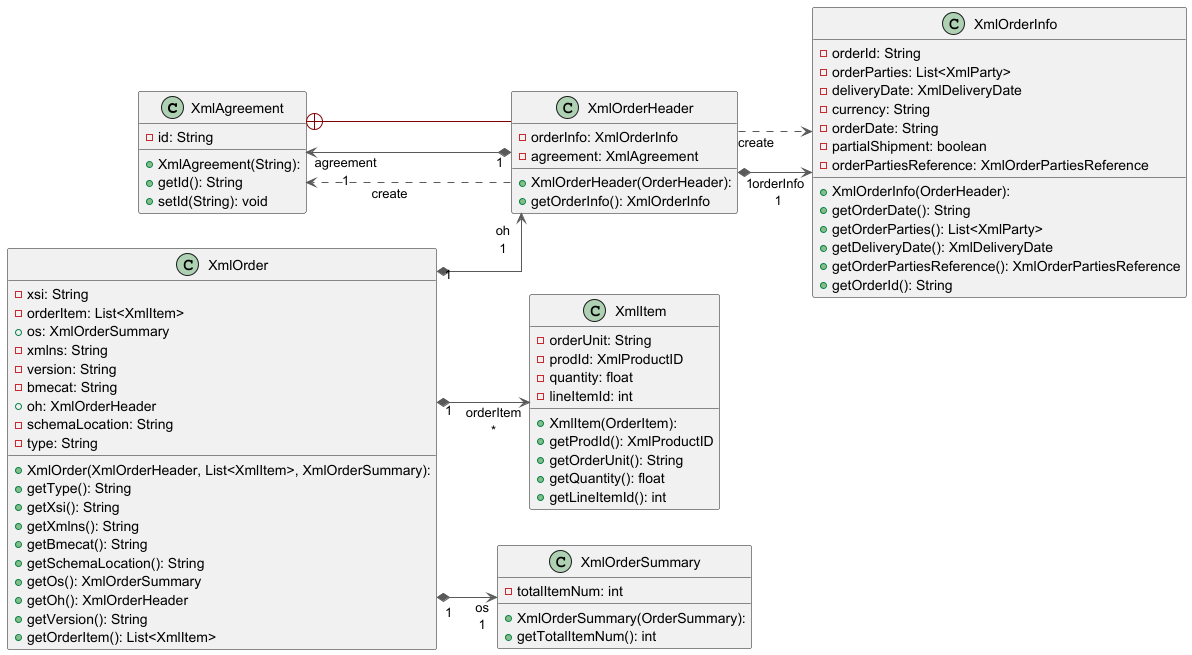 C XmlAgreement
id: String
XmlAgreement(String):
getId(): String
setId(String): void
C XmlOrderHeader
orderInfo: XmlOrderInfo
agreement: XmlAgreement
XmlOrderHeader(OrderHeader):
getOrderInfo(): XmlOrderInfo
C XmlOrderInfo
orderId: String
orderParties: List<XmlParty>
deliveryDate: XmlDeliveryDate
currency: String
orderDate: String
partialShipment: boolean
orderPartiesReference: XmlOrderPartiesReference
XmlOrderInfo(OrderHeader):
getOrderDate(): String
getOrderParties(): List<XmlParty>
getDeliveryDate(): XmlDeliveryDate
getOrderPartiesReference(): XmlOrderPartiesReference
getOrderId(): String
agreement
1
1
create
create
1
orderInfo
1
oh
1
1
C XmlOrder
xsi: String
orderItem: List<XmlItem>
os: XmlOrderSummary
xmlns: String
version: String
bmecat: String
oh: XmlOrderHeader
schemaLocation: String
type: String
XmlOrder(XmlOrderHeader, List<XmlItem>, XmlOrderSummary):
getType(): String
getXsi(): String
getXmlns(): String
getBmecat(): String
getSchemaLocation(): String
getOs(): XmlOrderSummary
getOh(): XmlOrderHeader
getVersion(): String
getOrderItem(): List<XmlItem>
1
orderItem
*
C XmlItem
orderUnit: String
prodId: XmlProductID
quantity: float
lineItemId: int
XmlItem(OrderItem):
getProdId(): XmlProductID
getOrderUnit(): String
getQuantity(): float
getLineItemId(): int
1
os
1
C XmlOrderSummary
totalItemNum: int
XmlOrderSummary(OrderSummary):
getTotalItemNum(): int